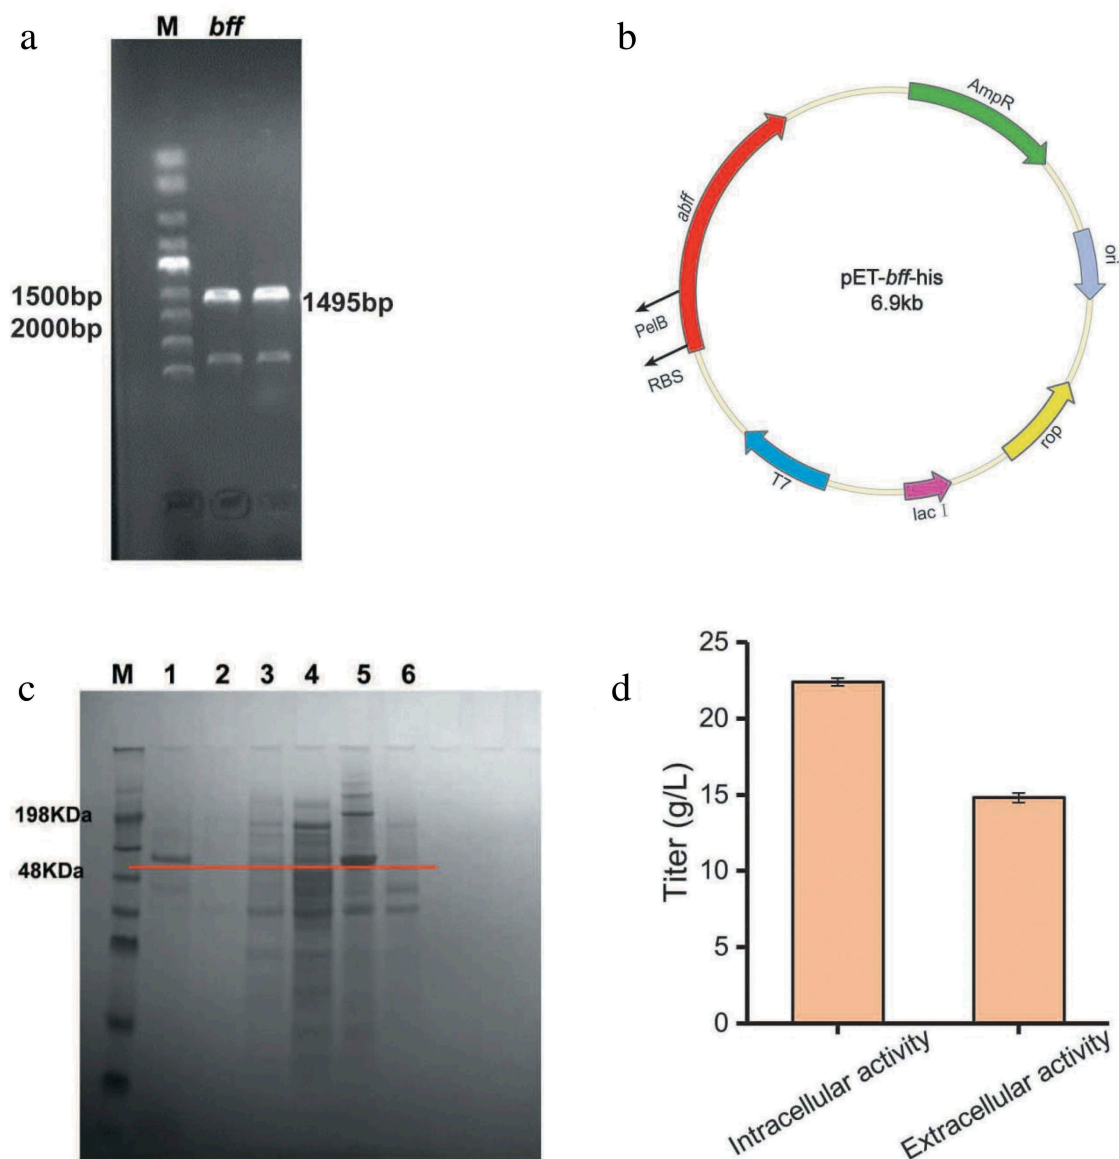 a
M bff
1500bp
2000bp
1495bp
b
AmpR
ori
rop
lac I
T7
RBS
PelB
abff
pET-bff-his
6.9kb
c
M 1 2 3 4 5 6
198KDa
48KDa
d
Titer (g/L)
25
20
15
10
5
0
Intracellular activity
Extracellular activity